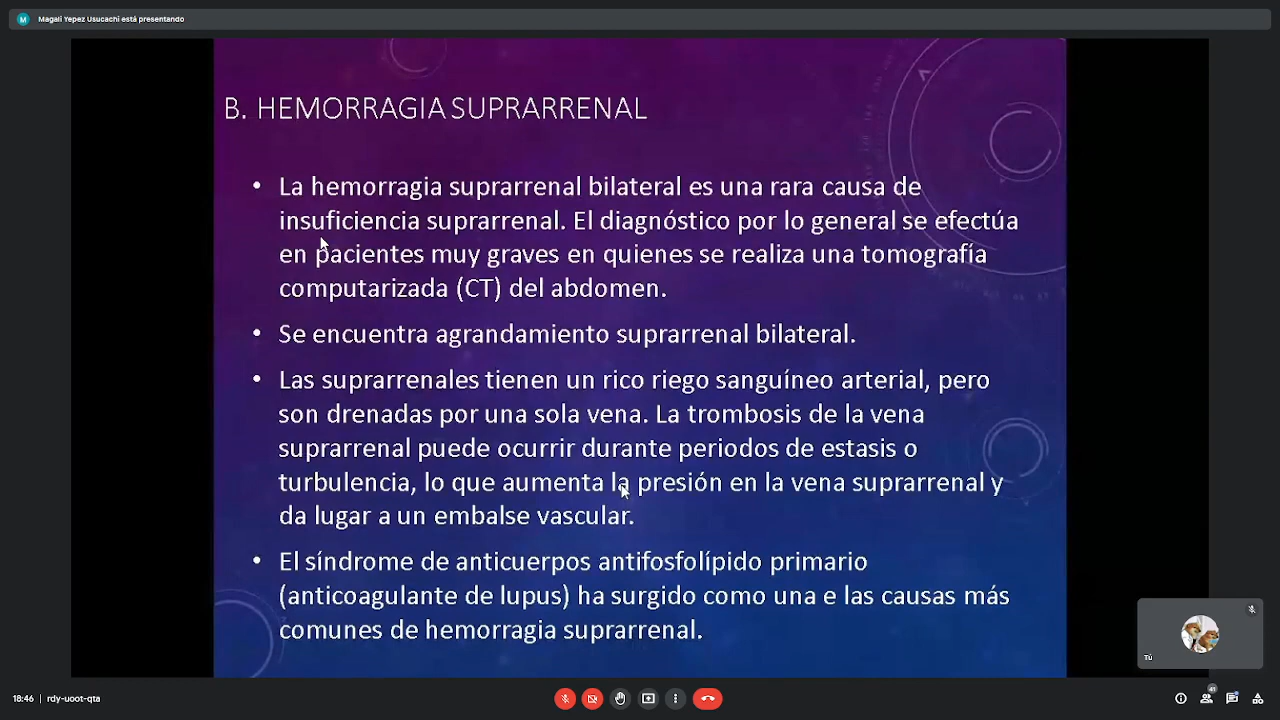 M Magali Yepez Usucachi está presentando
B. HEMORRAGIA SUPRARRENAL
• La hemorragia suprarrenal bilateral es una rara causa de
insuficiencia suprarrenal. El diagnóstico por lo general se efectúa
en pacientes muy graves en quienes se realiza una tomografía
computarizada (CT) del abdomen.
• Se encuentra agrandamiento suprarrenal bilateral.
• Las suprarrenales tienen un rico riego sanguíneo arterial, pero
son drenadas por una sola vena. La trombosis de la vena
suprarrenal puede ocurrir durante periodos de estasis o
turbulencia, lo que aumenta la presión en la vena suprarrenal y
da lugar a un embalse vascular.
• El síndrome de anticuerpos antifosfolípido primario
(anticoagulante de lupus) ha surgido como una e las causas más
comunes de hemorragia suprarrenal.
Tú
18:46 | rdy-uoot-qta
41